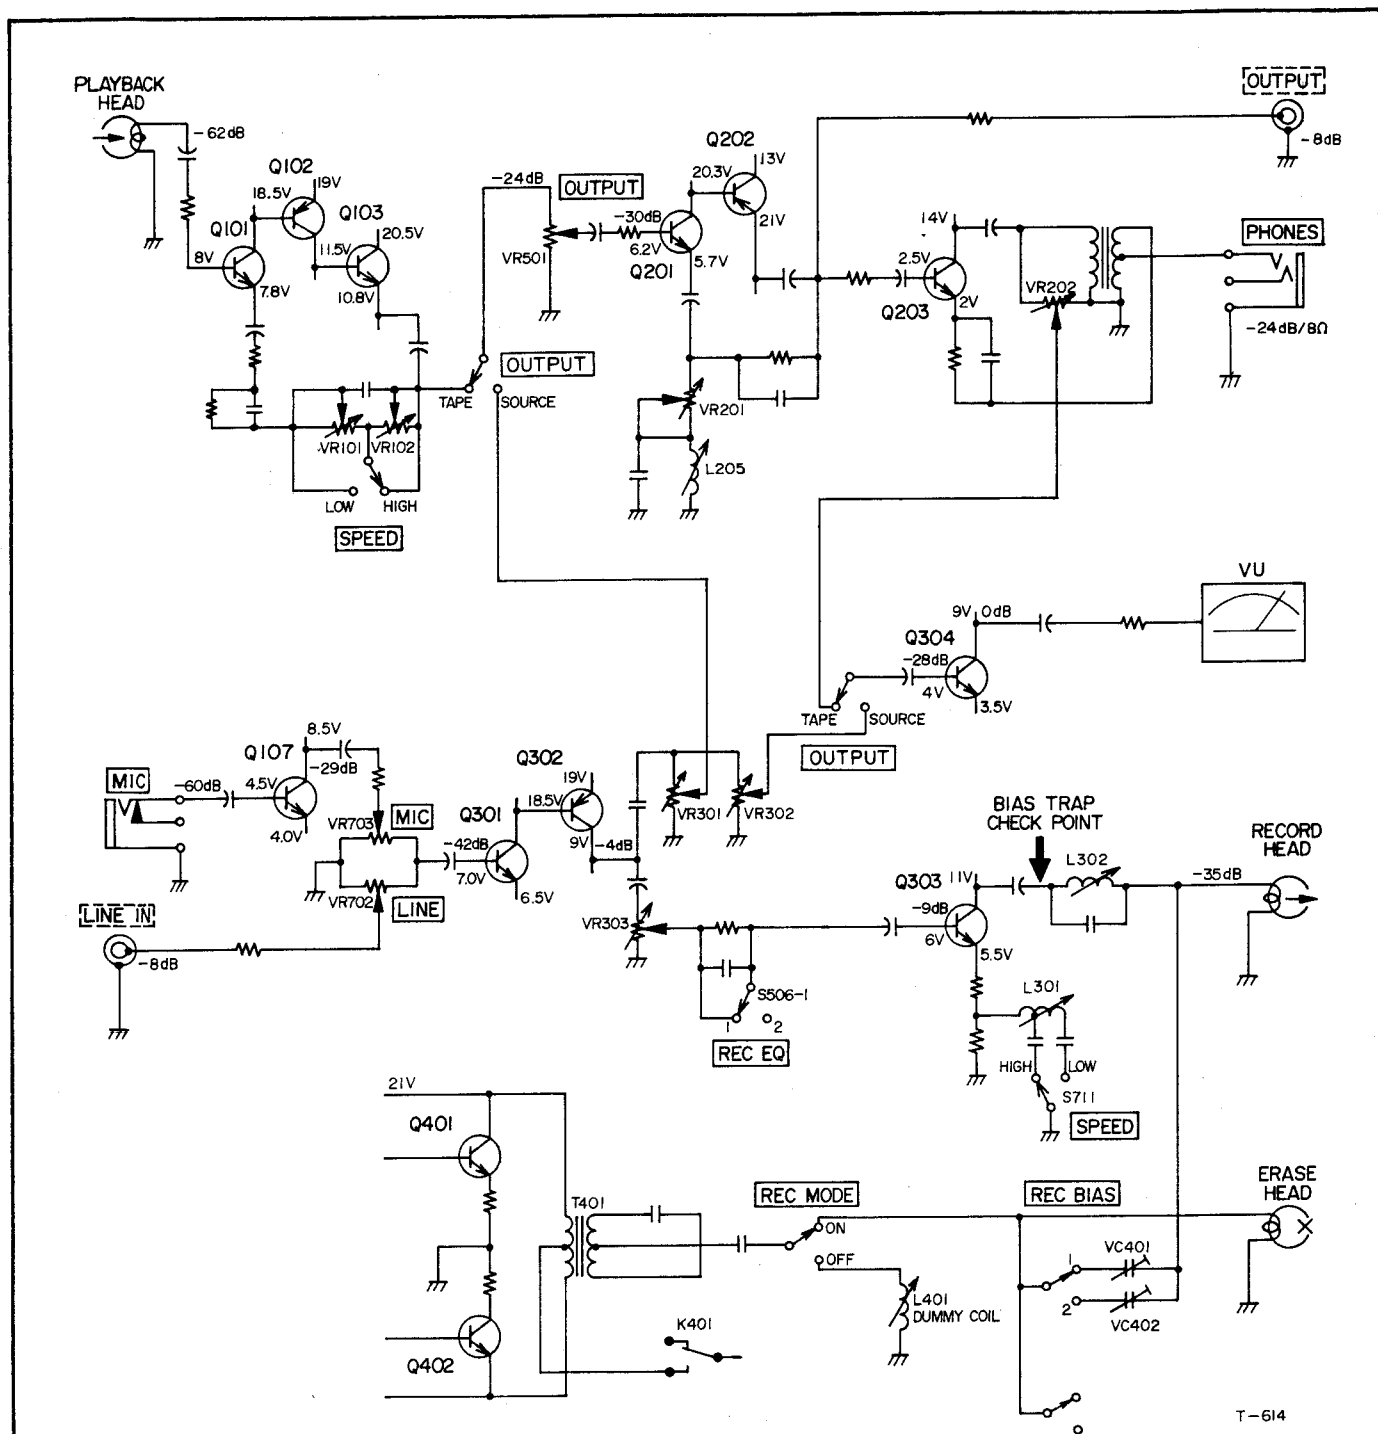 PLAYBACK
HEAD
-62dB
Q102
18.5V
19V
Q101
Q103
20.5V
8V
11.5V
7.8V
10.8V
VR101
VR102
LOW
HIGH
SPEED
-24dB
OUTPUT
VR501
TAPE
SOURCE
OUTPUT
Q202
20.3V
13V
-30dB
6.2V
21V
5.7V
Q201
VR201
L205
14V
2.5V
2V
Q203
VR202
OUTPUT
-8dB
PHONES
-24dB/8Ω
VU
9V
0dB
Q304
-28dB
4V
3.5V
TAPE
SOURCE
OUTPUT
MIC
-60dB
Q107
8.5V
4.5V
-29dB
4.0V
VR703
MIC
VR702
LINE
LINE IN
-8dB
Q301
-42dB
7.0V
6.5V
Q302
19V
18.5V
9V
-4dB
VR301
VR302
VR303
S506-1
1
2
REC EQ
BIAS TRAP
CHECK POINT
Q303
11V
-9dB
6V
5.5V
L302
-35dB
RECORD
HEAD
L301
HIGH
LOW
S711
SPEED
21V
Q401
Q402
T401
K401
REC MODE
ON
OFF
L401
DUMMY COIL
REC BIAS
1
2
VC401
VC402
ERASE
HEAD
T-614